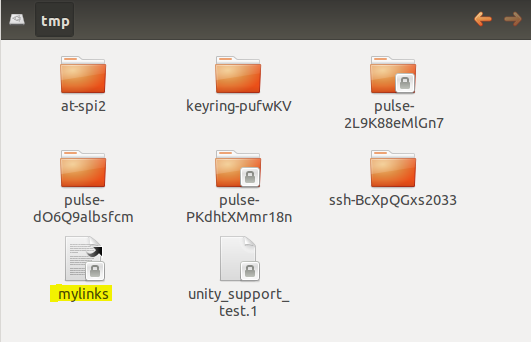 tmp
at-spi2
keyring-pufwKV
pulse-
2L9K88eMlGn7
pulse-
dO6Q9albsfcm
pulse-
PKdhtXMmr18n
ssh-BcXpQGxs2033
mylinks
unity_support_
test.1